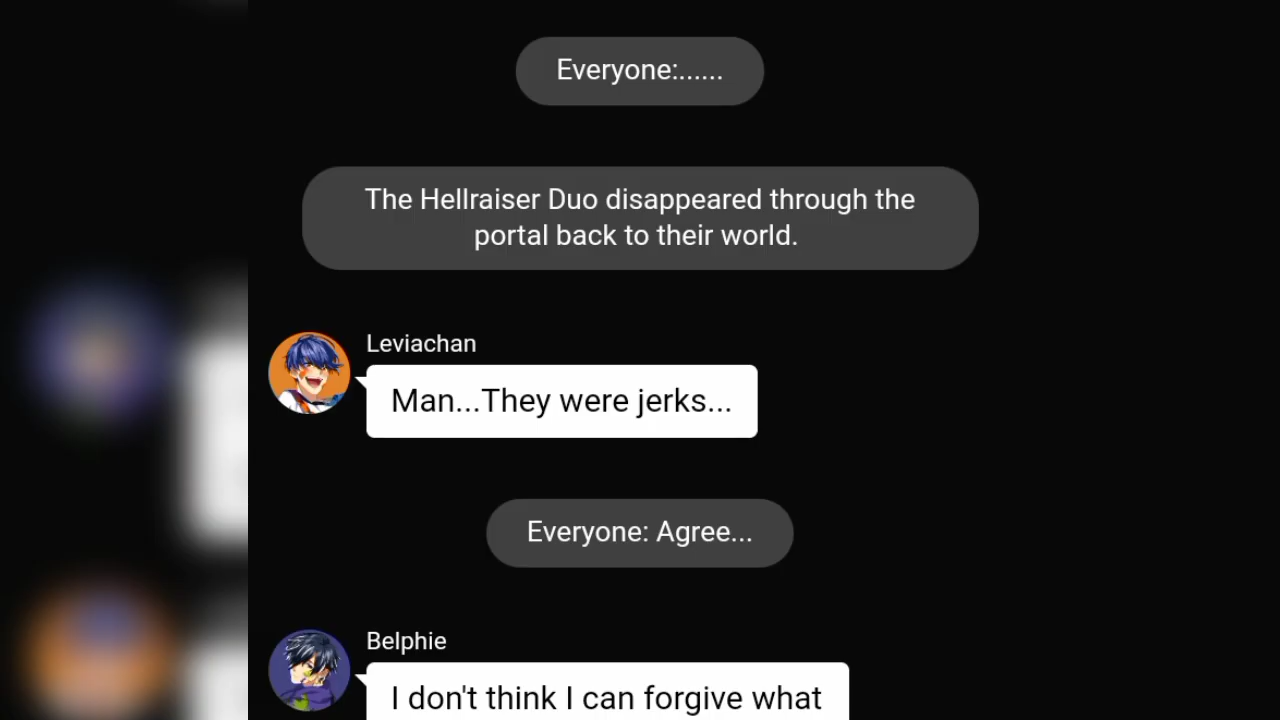 Everyone:......
The Hellraiser Duo disappeared through the
portal back to their world.
Leviachan
Man...They were jerks...
Everyone: Agree...
Belphie
I don't think I can forgive what